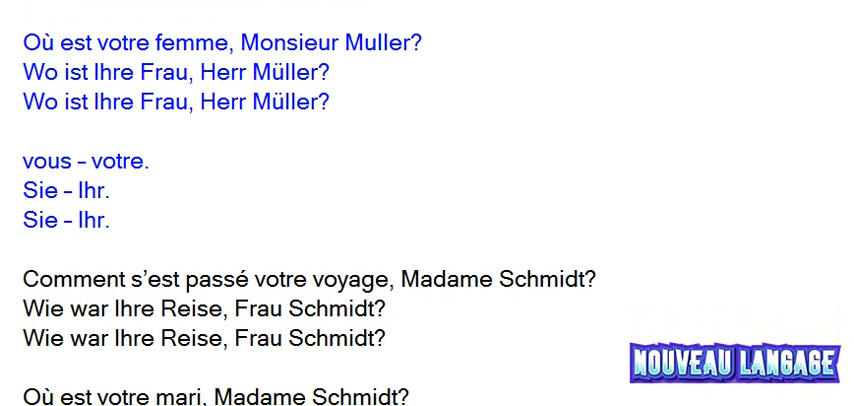 Où est votre femme, Monsieur Muller?
Wo ist Ihre Frau, Herr Müller?
Wo ist Ihre Frau, Herr Müller?
vous – votre.
Sie – Ihr.
Sie – Ihr.
Comment s’est passé votre voyage, Madame Schmidt?
Wie war Ihre Reise, Frau Schmidt?
Wie war Ihre Reise, Frau Schmidt?
NOUVEAU LANGAGE
Où est votre mari, Madame Schmidt?